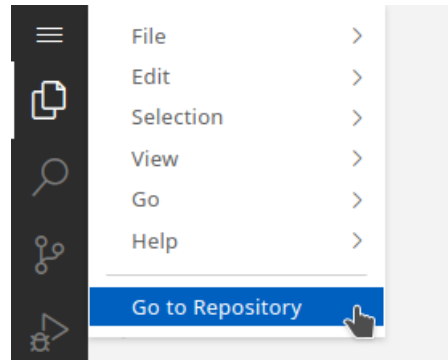 File
Edit
Selection
View
Go
Help
Go to Repository